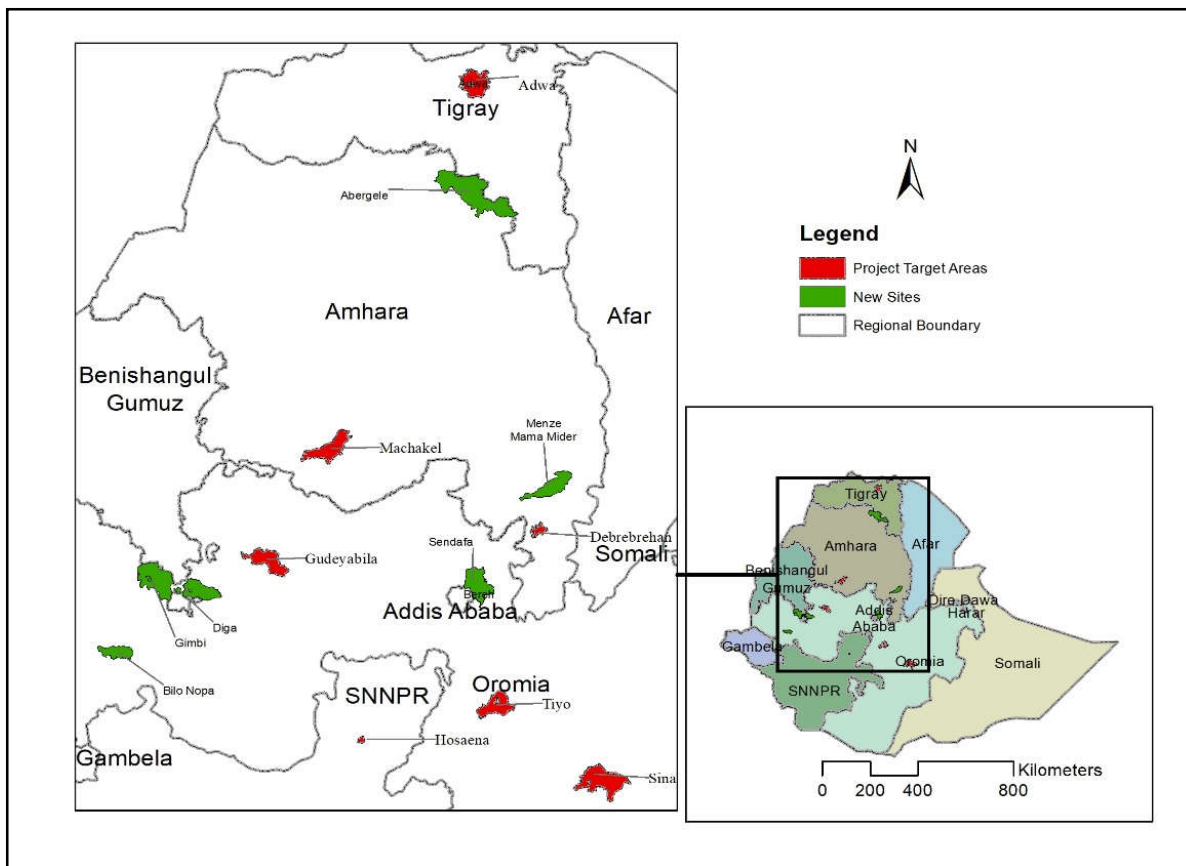 Adwa
Adwa
Tigray
Abergele
Amhara
Afar
Benishangul
Gumuz
Menze
Mama Mider
Machakel
Debrebrehan
Sendafa
Gudeyabila
Somali
Bereh
Addis Ababa
Diga
Gimbi
Bilo Nopa
SNNPR
Oromia
Tiyo
Hosaena
Gambela
Sina
N
Legend
Project Target Areas
New Sites
Regional Boundary
Tigray
Amhara
Afar
Benishangul
Gumuz
Dire Dawa
Harar
Addis
Ababa
Gambela
Oromia
Somali
SNNPR
Kilometers
0 200 400 800